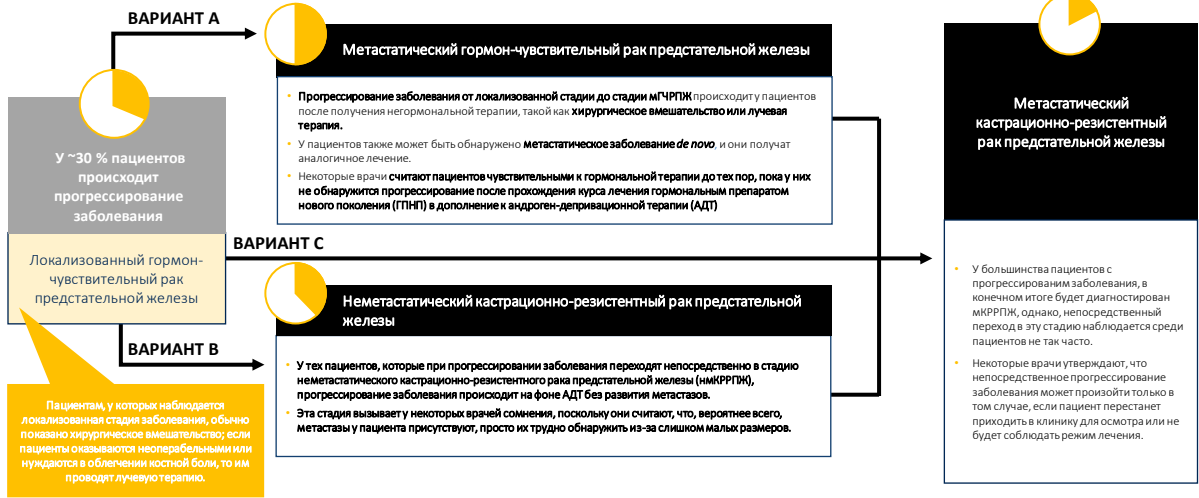 ВАРИАНТ A
Метастатический гормон-чувствительный рак предстательной железы
Прогрессирование заболевания от локализованной стадии до стадии мГЧРПЖ происходит у пациентов
после получения негормональной терапии, такой как хирургическое вмешательство или лучевая
терапия.
У пациентов также может быть обнаружено метастатическое заболевание de novo, и они получат
аналогичное лечение.
Некоторые врачи считают пациентов чувствительными к гормональной терапии до тех пор, пока у них
не обнаружится прогрессирование после прохождения курса лечения гормональным препаратом
нового поколения (ГПНП) в дополнение к андроген-депривационной терапии (АДТ)
У ~30 % пациентов
происходит
прогрессирование
заболевания
Локализованный гормон-
чувствительный рак
предстательной железы
ВАРИАНТ C
ВАРИАНТ B
Неметастатический кастрационно-резистентный рак предстательной
железы
У тех пациентов, которые при прогрессировании заболевания переходят непосредственно в стадию
неметастатического кастрационно-резистентного рака предстательной железы (нмКРРПЖ),
прогрессирование заболевания происходит на фоне АДТ без развития метастазов.
Эта стадия вызывает у некоторых врачей сомнения, поскольку они считают, что, вероятнее всего,
метастазы у пациента присутствуют, просто их трудно обнаружить из-за слишком малых размеров.
Пациентам, у которых наблюдается
локализованная стадия заболевания, обычно
показано хирургическое вмешательство; если
пациенты оказываются неоперабельными или
нуждаются в облегчении костной боли, то им
проводят лучевую терапию.
Метастатический
кастрационно-резистентный
рак предстательной железы
У большинства пациентов с
прогрессированим заболевания, в
конечном итоге будет диагностирован
мКРРПЖ, однако, непосредственный
переход в эту стадию наблюдается среди
пациентов не так часто.
Некоторые врачи утверждают, что
непосредственное прогрессирование
заболевания может произойти только в
том случае, если пациент перестанет
приходить в клинику для осмотра или не
будет соблюдать режим лечения.